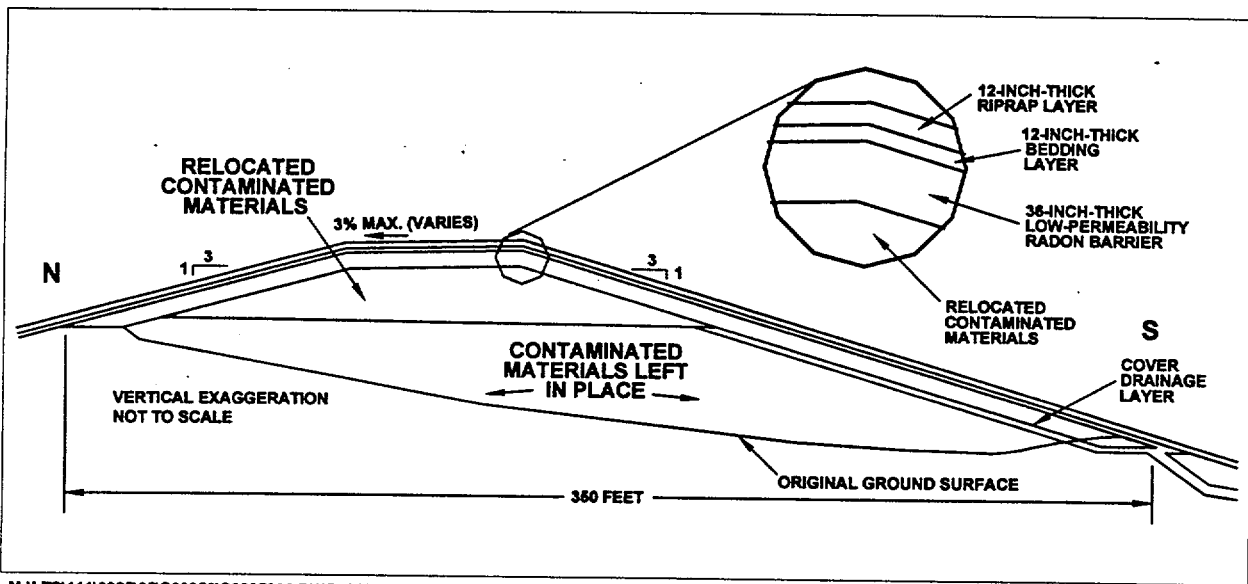 12-INCH-THICK
RIPRAP LAYER
12-INCH-THICK
BEDDING
LAYER
36-INCH-THICK
LOW-PERMEABILITY
RADON BARRIER
RELOCATED
CONTAMINATED
MATERIALS
RELOCATED
CONTAMINATED
MATERIALS
3% MAX. (VARIES)
3
1
3
1
N
S
COVER
DRAINAGE
LAYER
CONTAMINATED
MATERIALS LEFT
IN PLACE
VERTICAL EXAGGERATION
NOT TO SCALE
ORIGINAL GROUND SURFACE
350 FEET